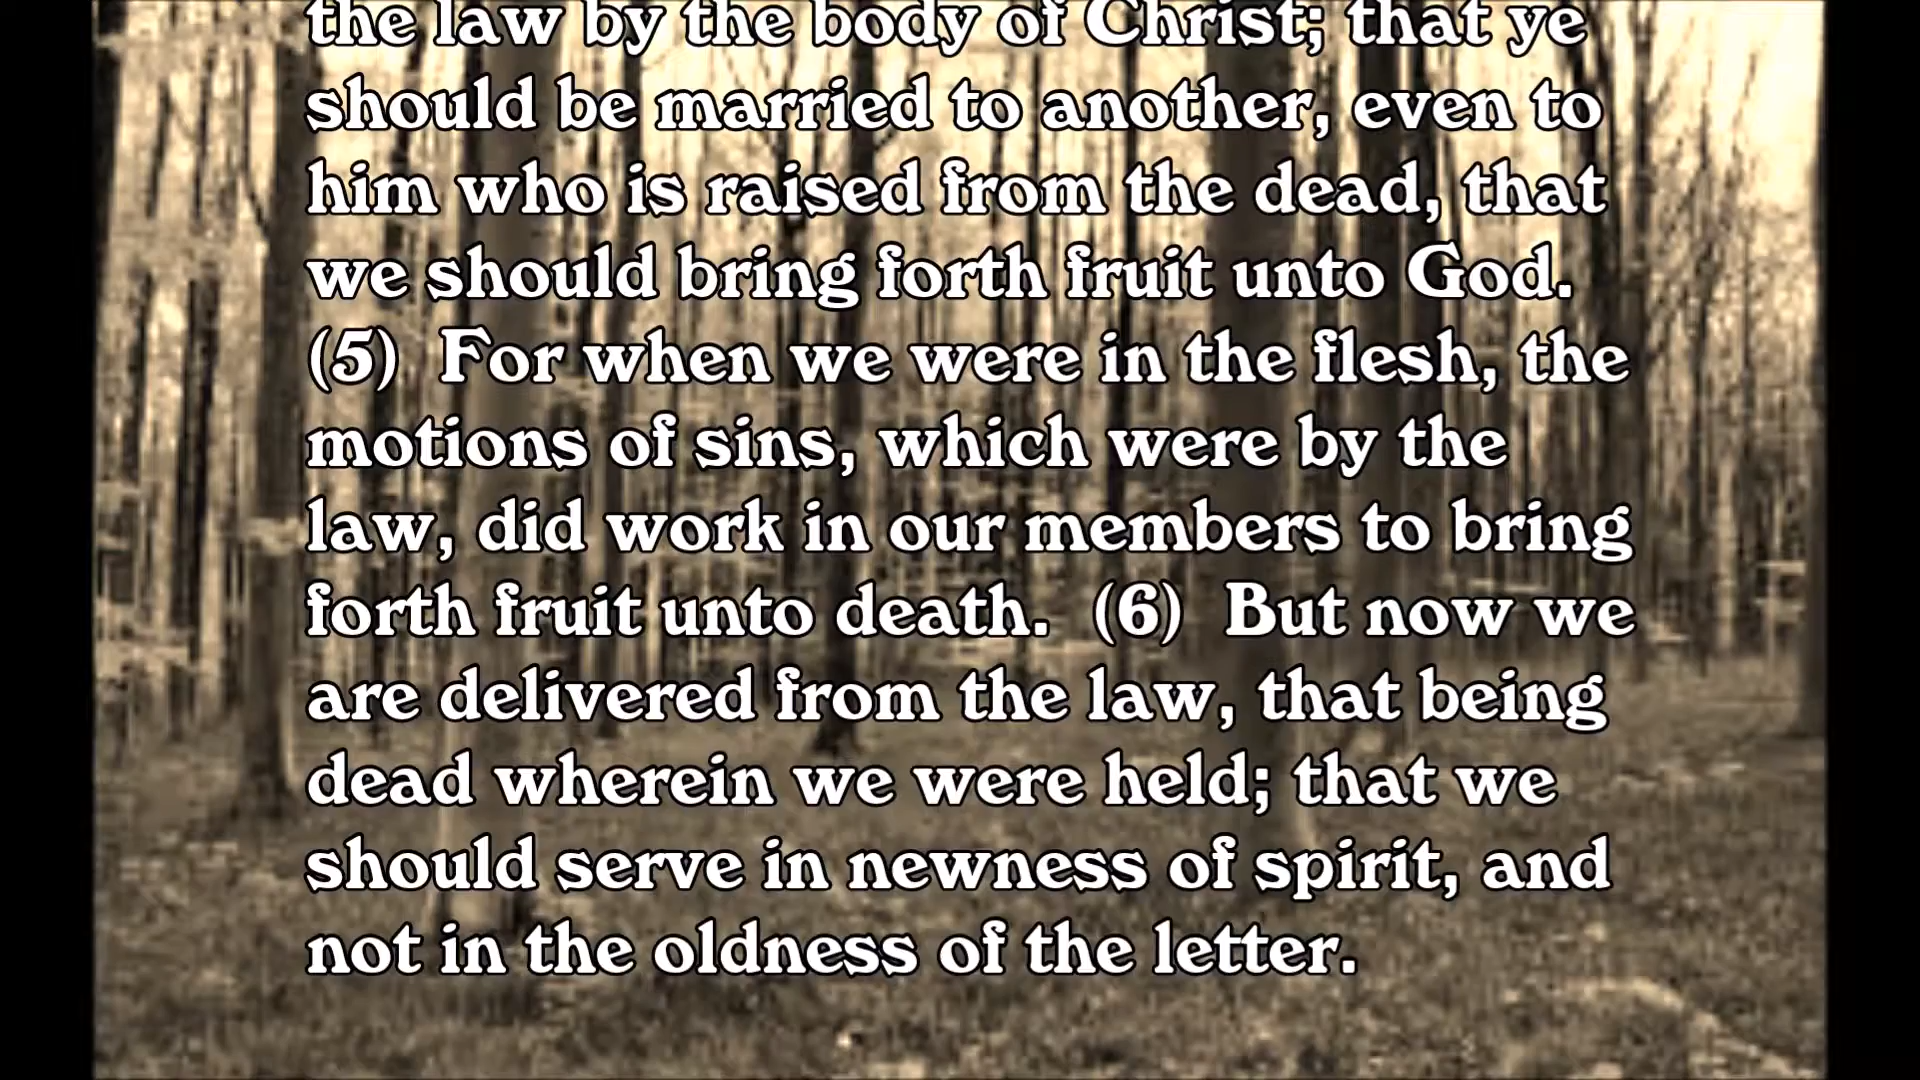 the law by the body of Christ; that ye
should be married to another, even to
him who is raised from the dead, that
we should bring forth fruit unto God.
(5) For when we were in the flesh, the
motions of sins, which were by the
law, did work in our members to bring
forth fruit unto death. (6) But now we
are delivered from the law, that being
dead wherein we were held; that we
should serve in newness of spirit, and
not in the oldness of the letter.